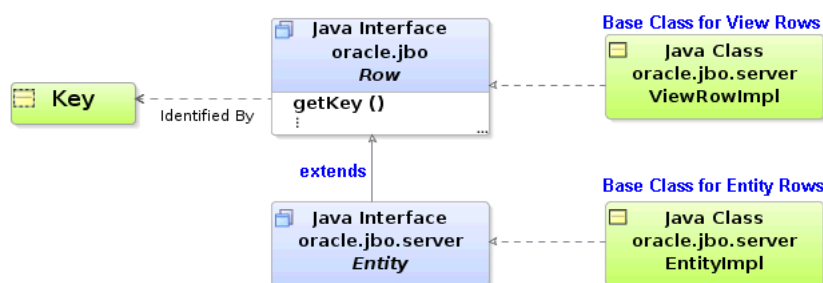 Base Class for View Rows
Java Interface
oracle.jbo
Row
Java Class
oracle.jbo.server
ViewRowImpl
Key
getKey ()
...
Identified By
extends
Base Class for Entity Rows
Java Interface
oracle.jbo.server
Entity
Java Class
oracle.jbo.server
EntityImpl